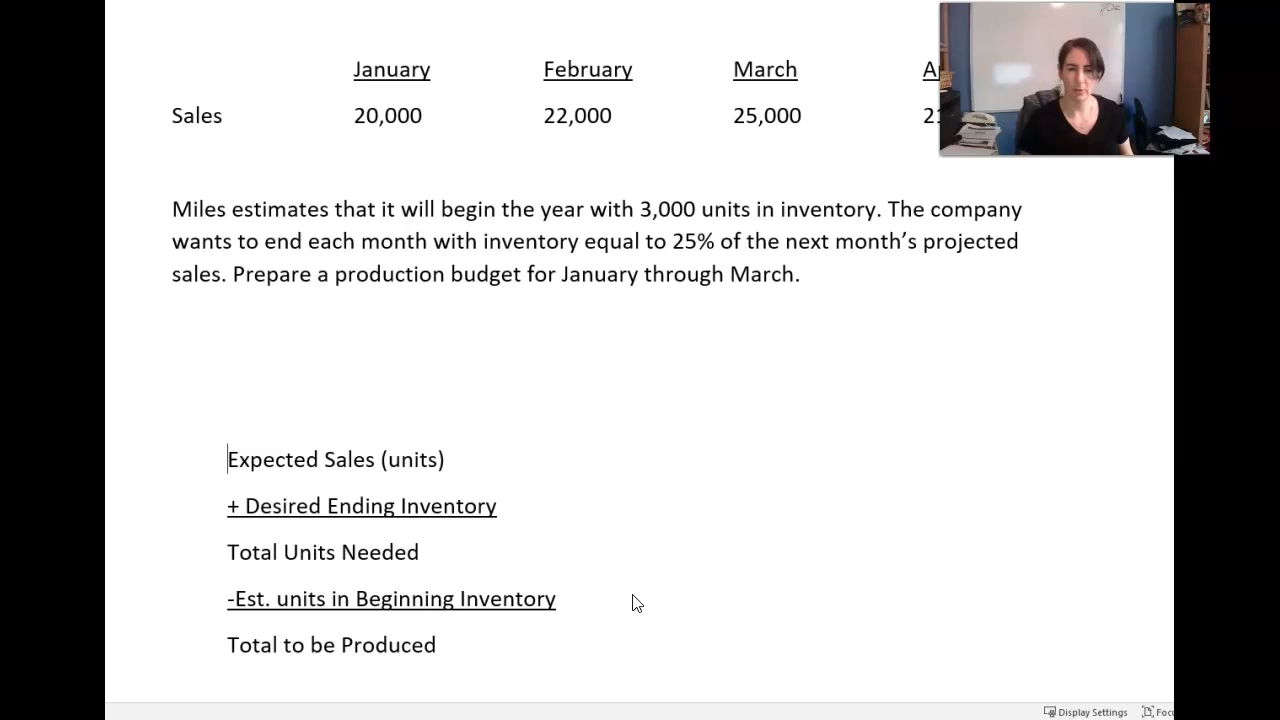 January February March
Sales 20,000 22,000 25,000
Miles estimates that it will begin the year with 3,000 units in inventory. The company
wants to end each month with inventory equal to 25% of the next month’s projected
sales. Prepare a production budget for January through March.
Expected Sales (units)
+ Desired Ending Inventory
Total Units Needed
-Est. units in Beginning Inventory
Total to be Produced
Display Settings